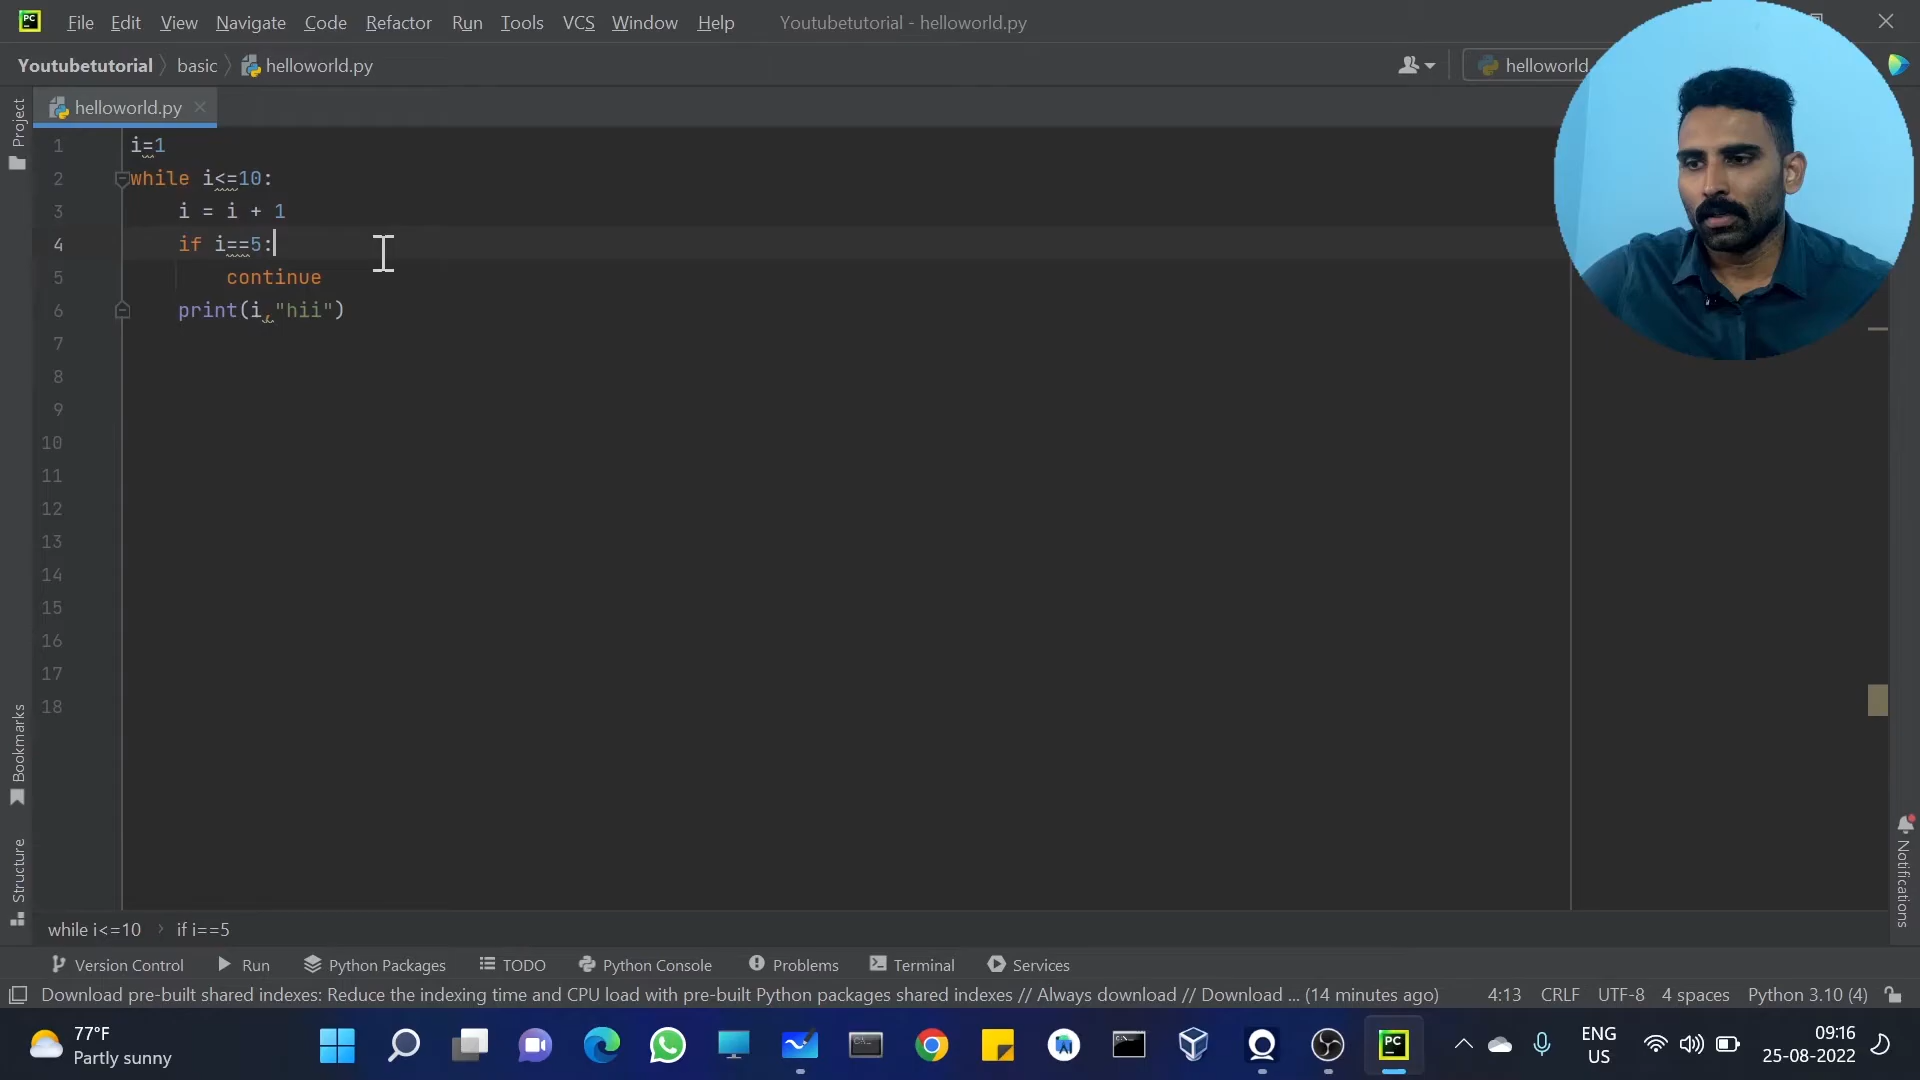 File Edit View Navigate Code Refactor Run Tools VCS Window Help Youtubetutorial - helloworld.py
Youtubetutorial basic helloworld.py helloworld
helloworld.py
Project
1 i=1
2 while i<=10:
3 i = i + 1
4 if i==5:
5 continue
6 print(i,"hii")
7
8
9
10
11
12
13
14
15
16
17
18
Bookmarks
Structure
Notifications
while i<=10 if i==5
Version Control Run Python Packages TODO Python Console Problems Terminal Services
Download pre-built shared indexes: Reduce the indexing time and CPU load with pre-built Python packages shared indexes // Always download // Download ... (14 minutes ago) 4:13 CRLF UTF-8 4 spaces Python 3.10 (4)
77°F
Partly sunny
PC
ENG
US
09:16
25-08-2022